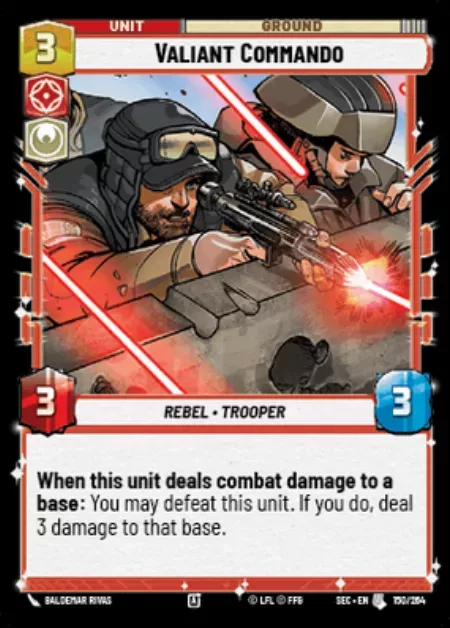 UNIT GROUND
3 VALIANT COMMANDO
3 3
REBEL • TROOPER
When this unit deals combat damage to a
base: You may defeat this unit. If you do, deal
3 damage to that base.
BALDEMAR RIVAS A © LFL © FFG SEC • EN 150/264